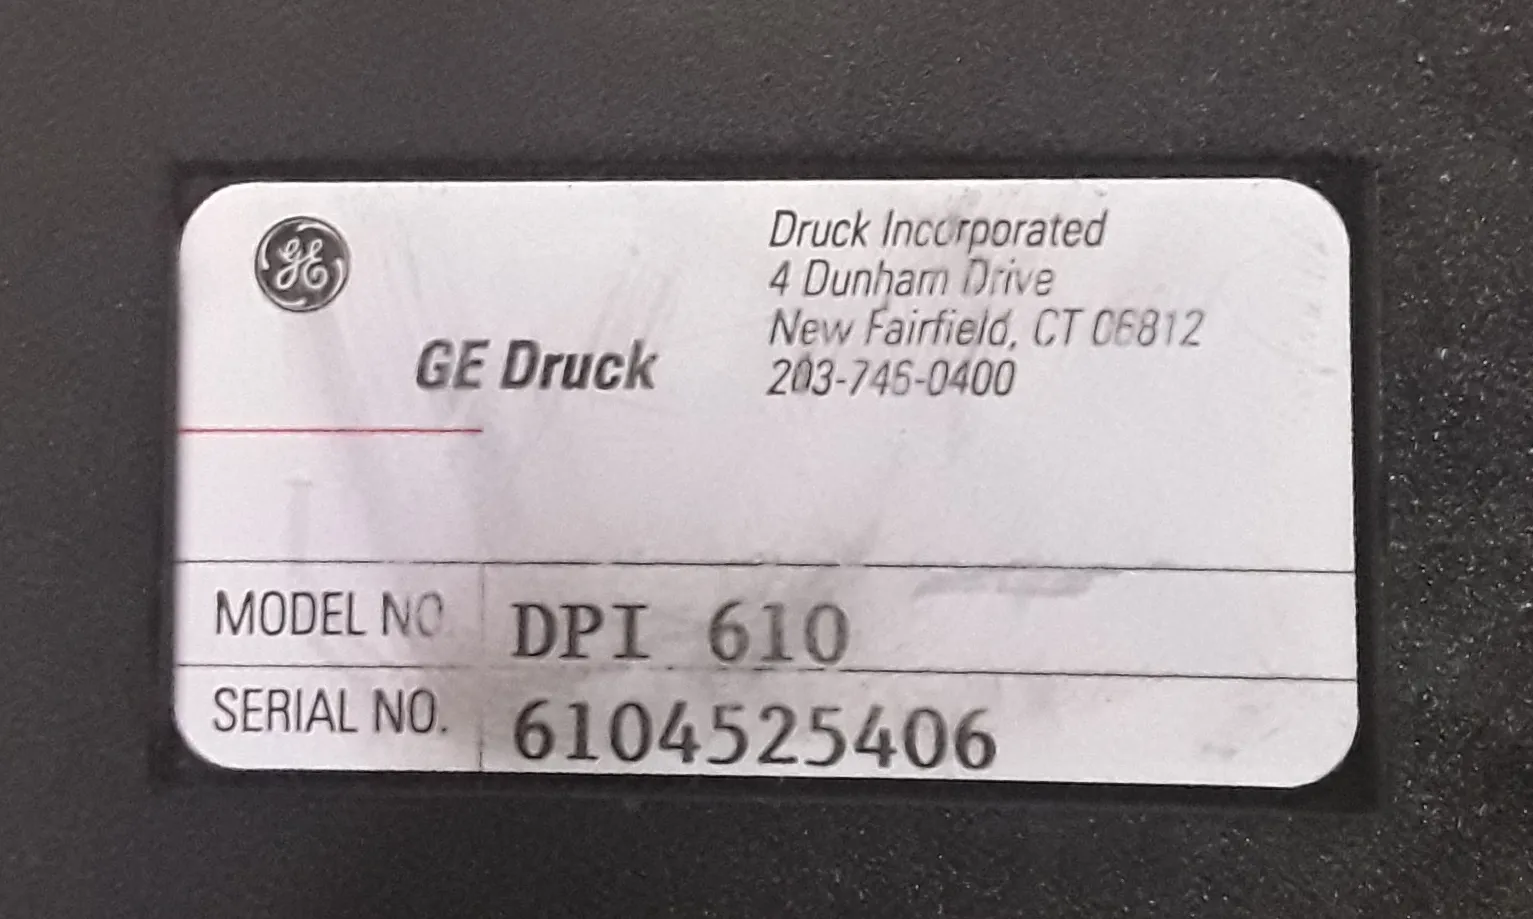 GE
GE Druck
Druck Incorporated
4 Dunham Drive
New Fairfield, CT 06812
203-746-0400
MODEL NO.
DPI 610
SERIAL NO.
6104525406